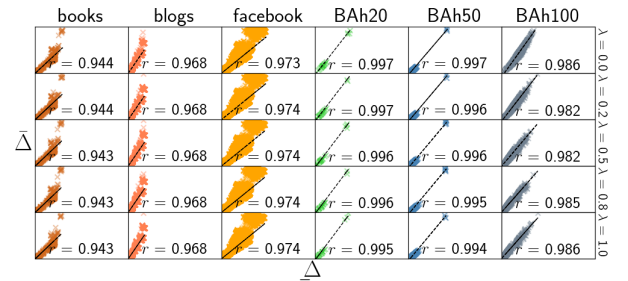 books blogs facebook BAh20 BAh50 BAh100
r = 0.944 r = 0.968 r = 0.973 r = 0.997 r = 0.997 r = 0.986 λ = 0.0
r = 0.944 r = 0.968 r = 0.974 r = 0.997 r = 0.996 r = 0.982 λ = 0.2
r = 0.943 r = 0.968 r = 0.974 r = 0.996 r = 0.996 r = 0.982 λ = 0.5
r = 0.943 r = 0.968 r = 0.974 r = 0.996 r = 0.995 r = 0.985 λ = 0.8
r = 0.943 r = 0.968 r = 0.974 r = 0.995 r = 0.994 r = 0.986 λ = 1.0
Δ̄
Δ̲